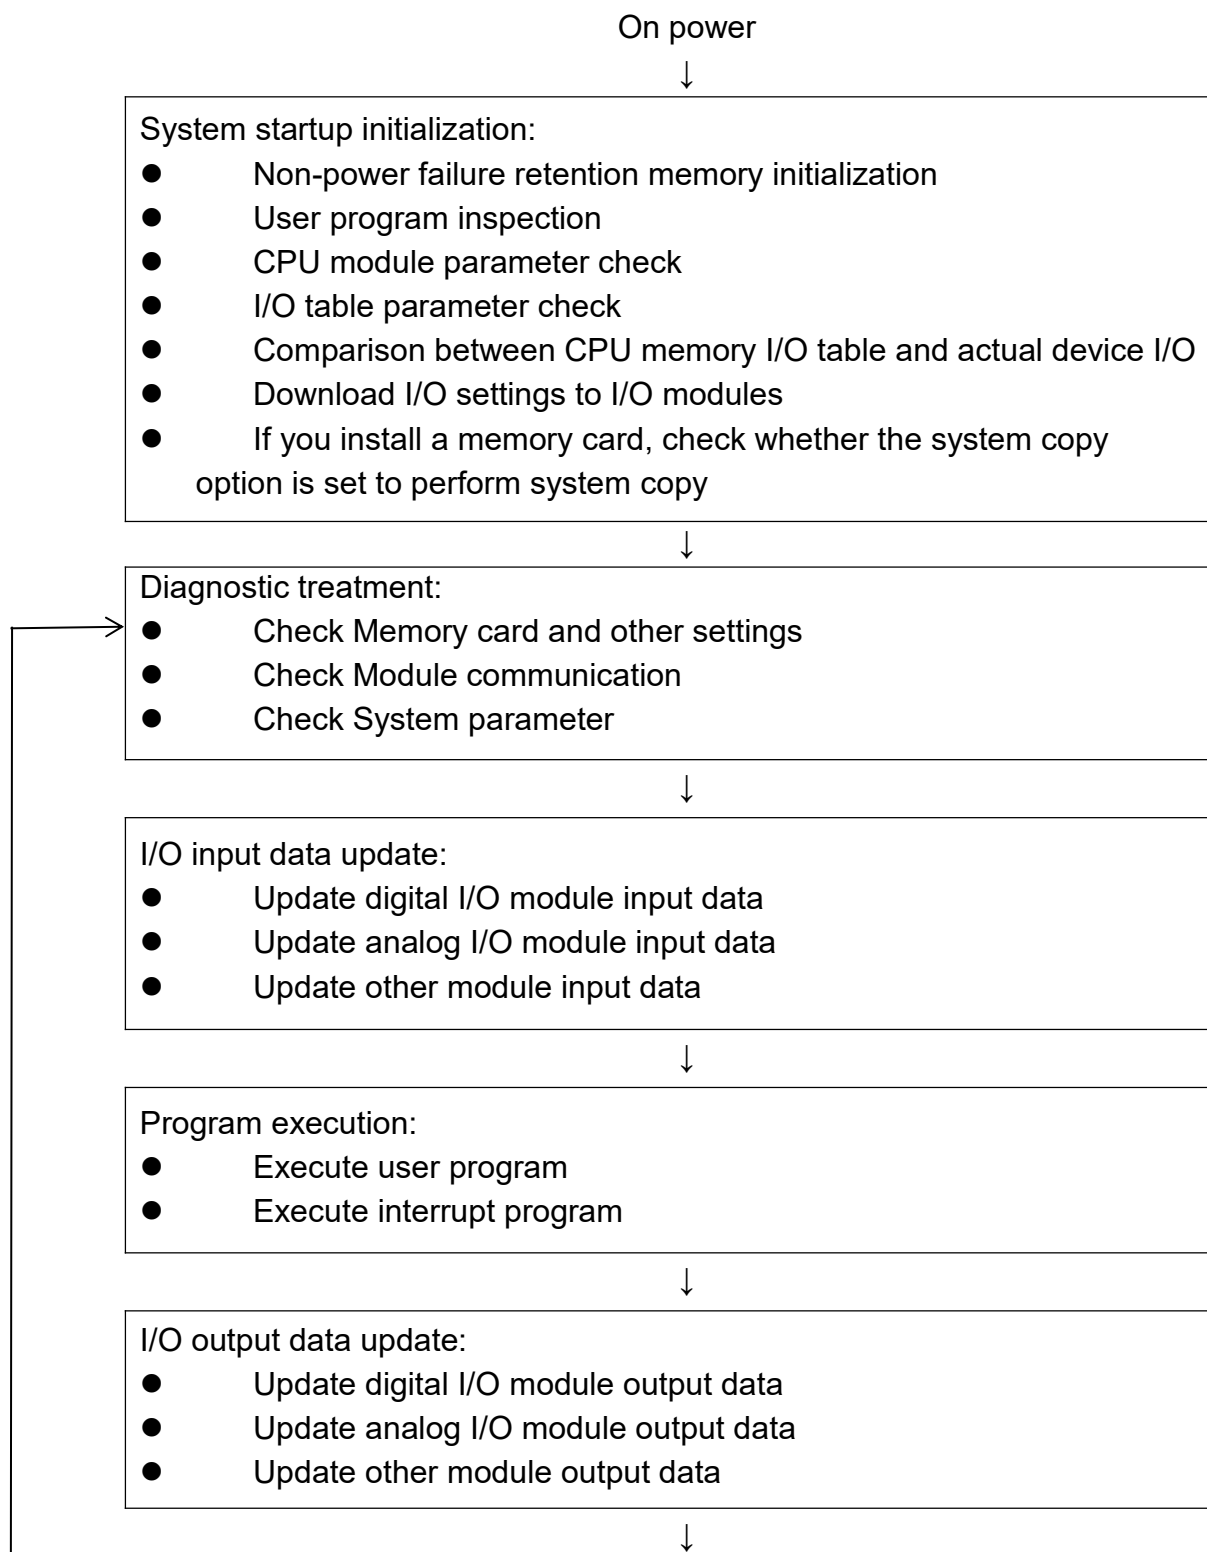 On power
↓
System startup initialization:
● Non-power failure retention memory initialization
● User program inspection
● CPU module parameter check
● I/O table parameter check
● Comparison between CPU memory I/O table and actual device I/O
● Download I/O settings to I/O modules
● If you install a memory card, check whether the system copy
option is set to perform system copy
↓
Diagnostic treatment:
● Check Memory card and other settings
● Check Module communication
● Check System parameter
↓
I/O input data update:
● Update digital I/O module input data
● Update analog I/O module input data
● Update other module input data
↓
Program execution:
● Execute user program
● Execute interrupt program
↓
I/O output data update:
● Update digital I/O module output data
● Update analog I/O module output data
● Update other module output data
↓